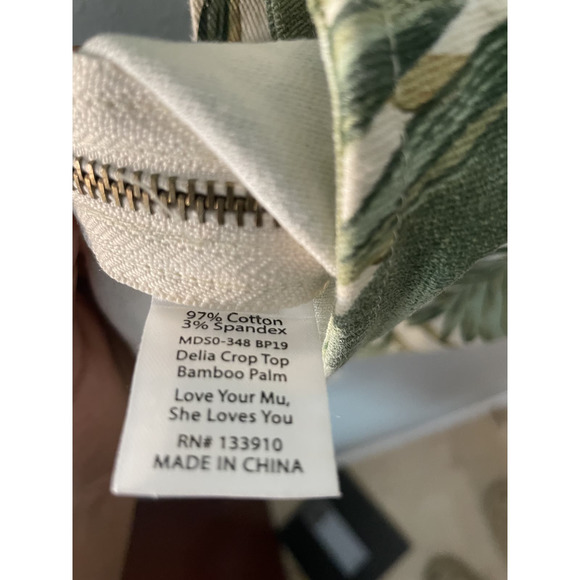 97% Cotton
3% Spandex
MDS0-348 BP19
Delia Crop Top
Bamboo Palm
Love Your Mu,
She Loves You
RN# 133910
MADE IN CHINA